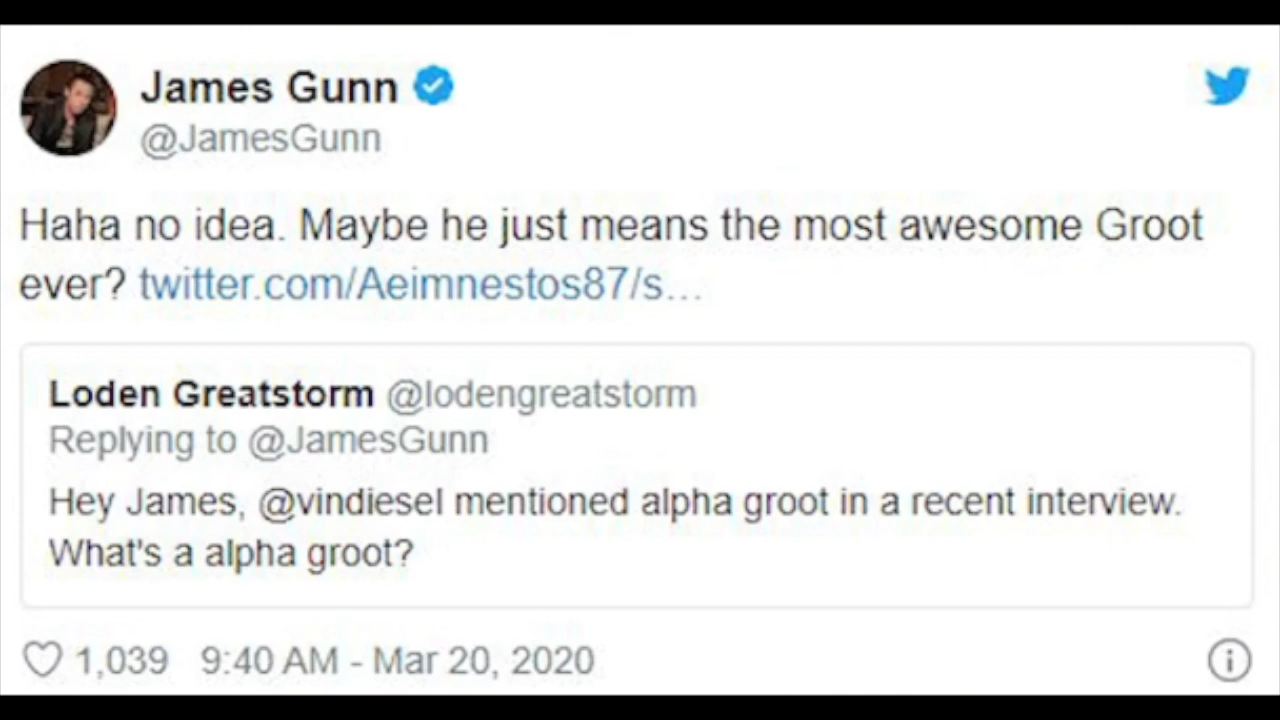 James Gunn
@JamesGunn
Haha no idea. Maybe he just means the most awesome Groot
ever? twitter.com/Aeimnestos87/s...
Loden Greatstorm @lodengreatstorm
Replying to @JamesGunn
Hey James, @vindiesel mentioned alpha groot in a recent interview.
What's a alpha groot?
1,039 9:40 AM - Mar 20, 2020